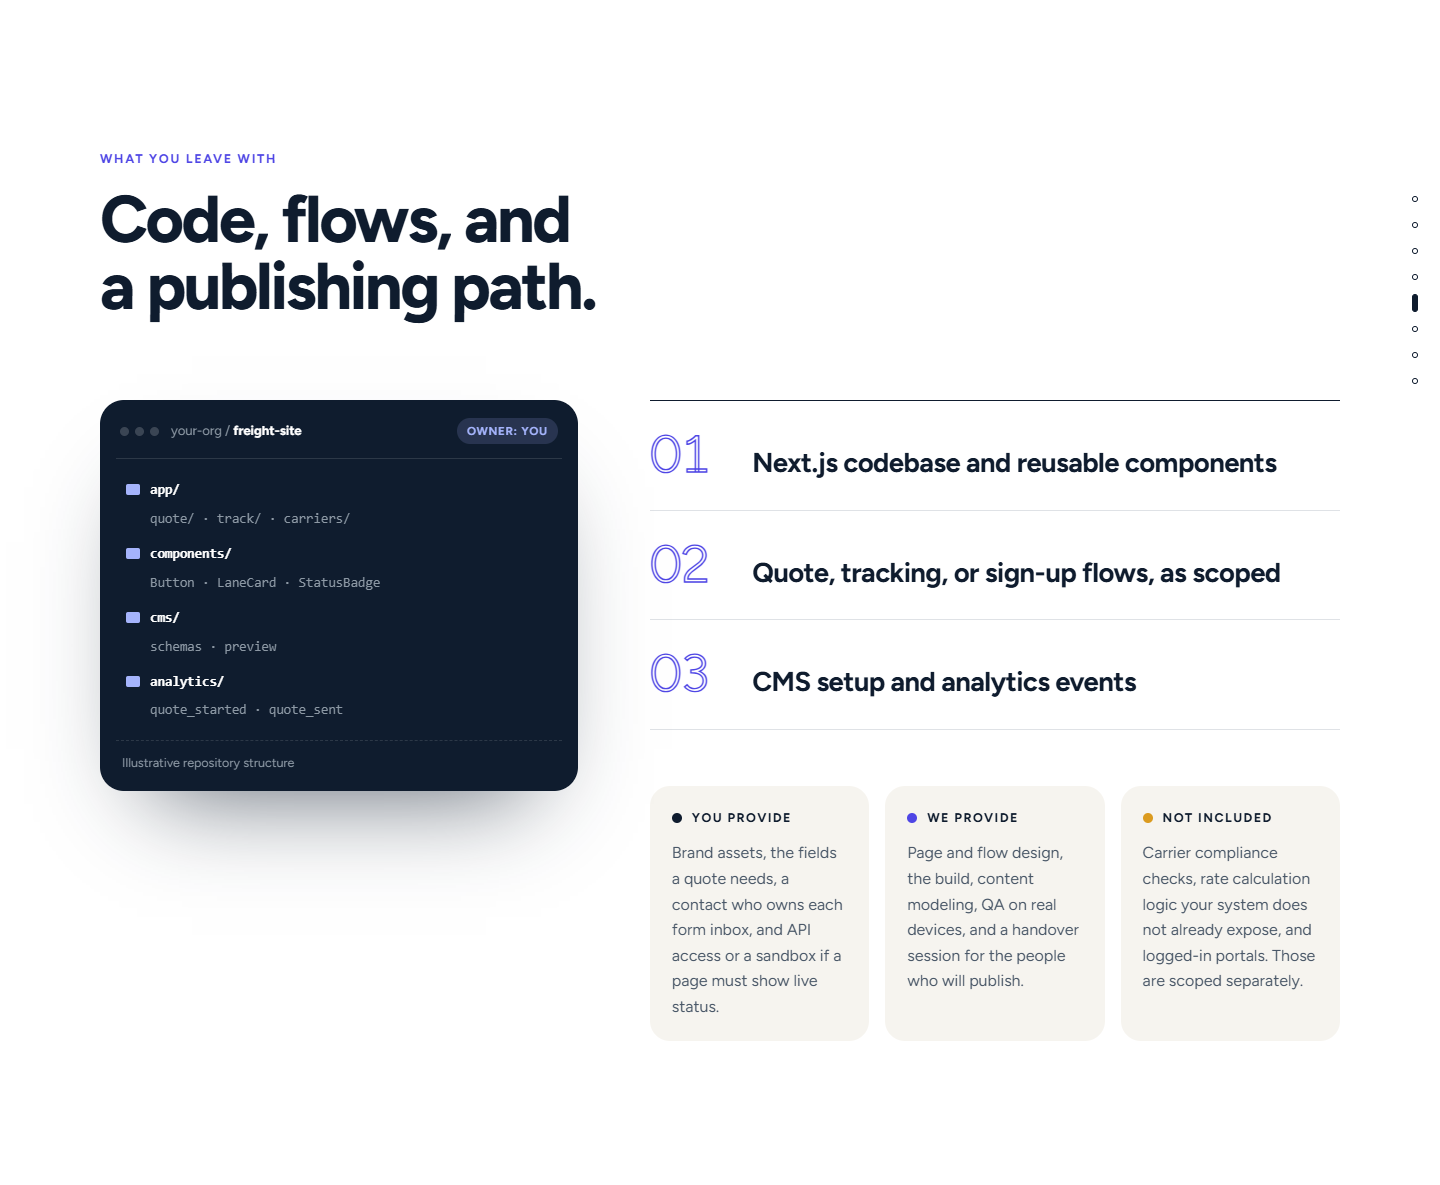 WHAT YOU LEAVE WITH
Code, flows, and
a publishing path.
your-org / freight-site
OWNER: YOU
app/
quote/ · track/ · carriers/
components/
Button · LaneCard · StatusBadge
cms/
schemas · preview
analytics/
quote_started · quote_sent
Illustrative repository structure
01 Next.js codebase and reusable components
02 Quote, tracking, or sign-up flows, as scoped
03 CMS setup and analytics events
YOU PROVIDE
Brand assets, the fields
a quote needs, a
contact who owns each
form inbox, and API
access or a sandbox if a
page must show live
status.
WE PROVIDE
Page and flow design,
the build, content
modeling, QA on real
devices, and a handover
session for the people
who will publish.
NOT INCLUDED
Carrier compliance
checks, rate calculation
logic your system does
not already expose, and
logged-in portals. Those
are scoped separately.